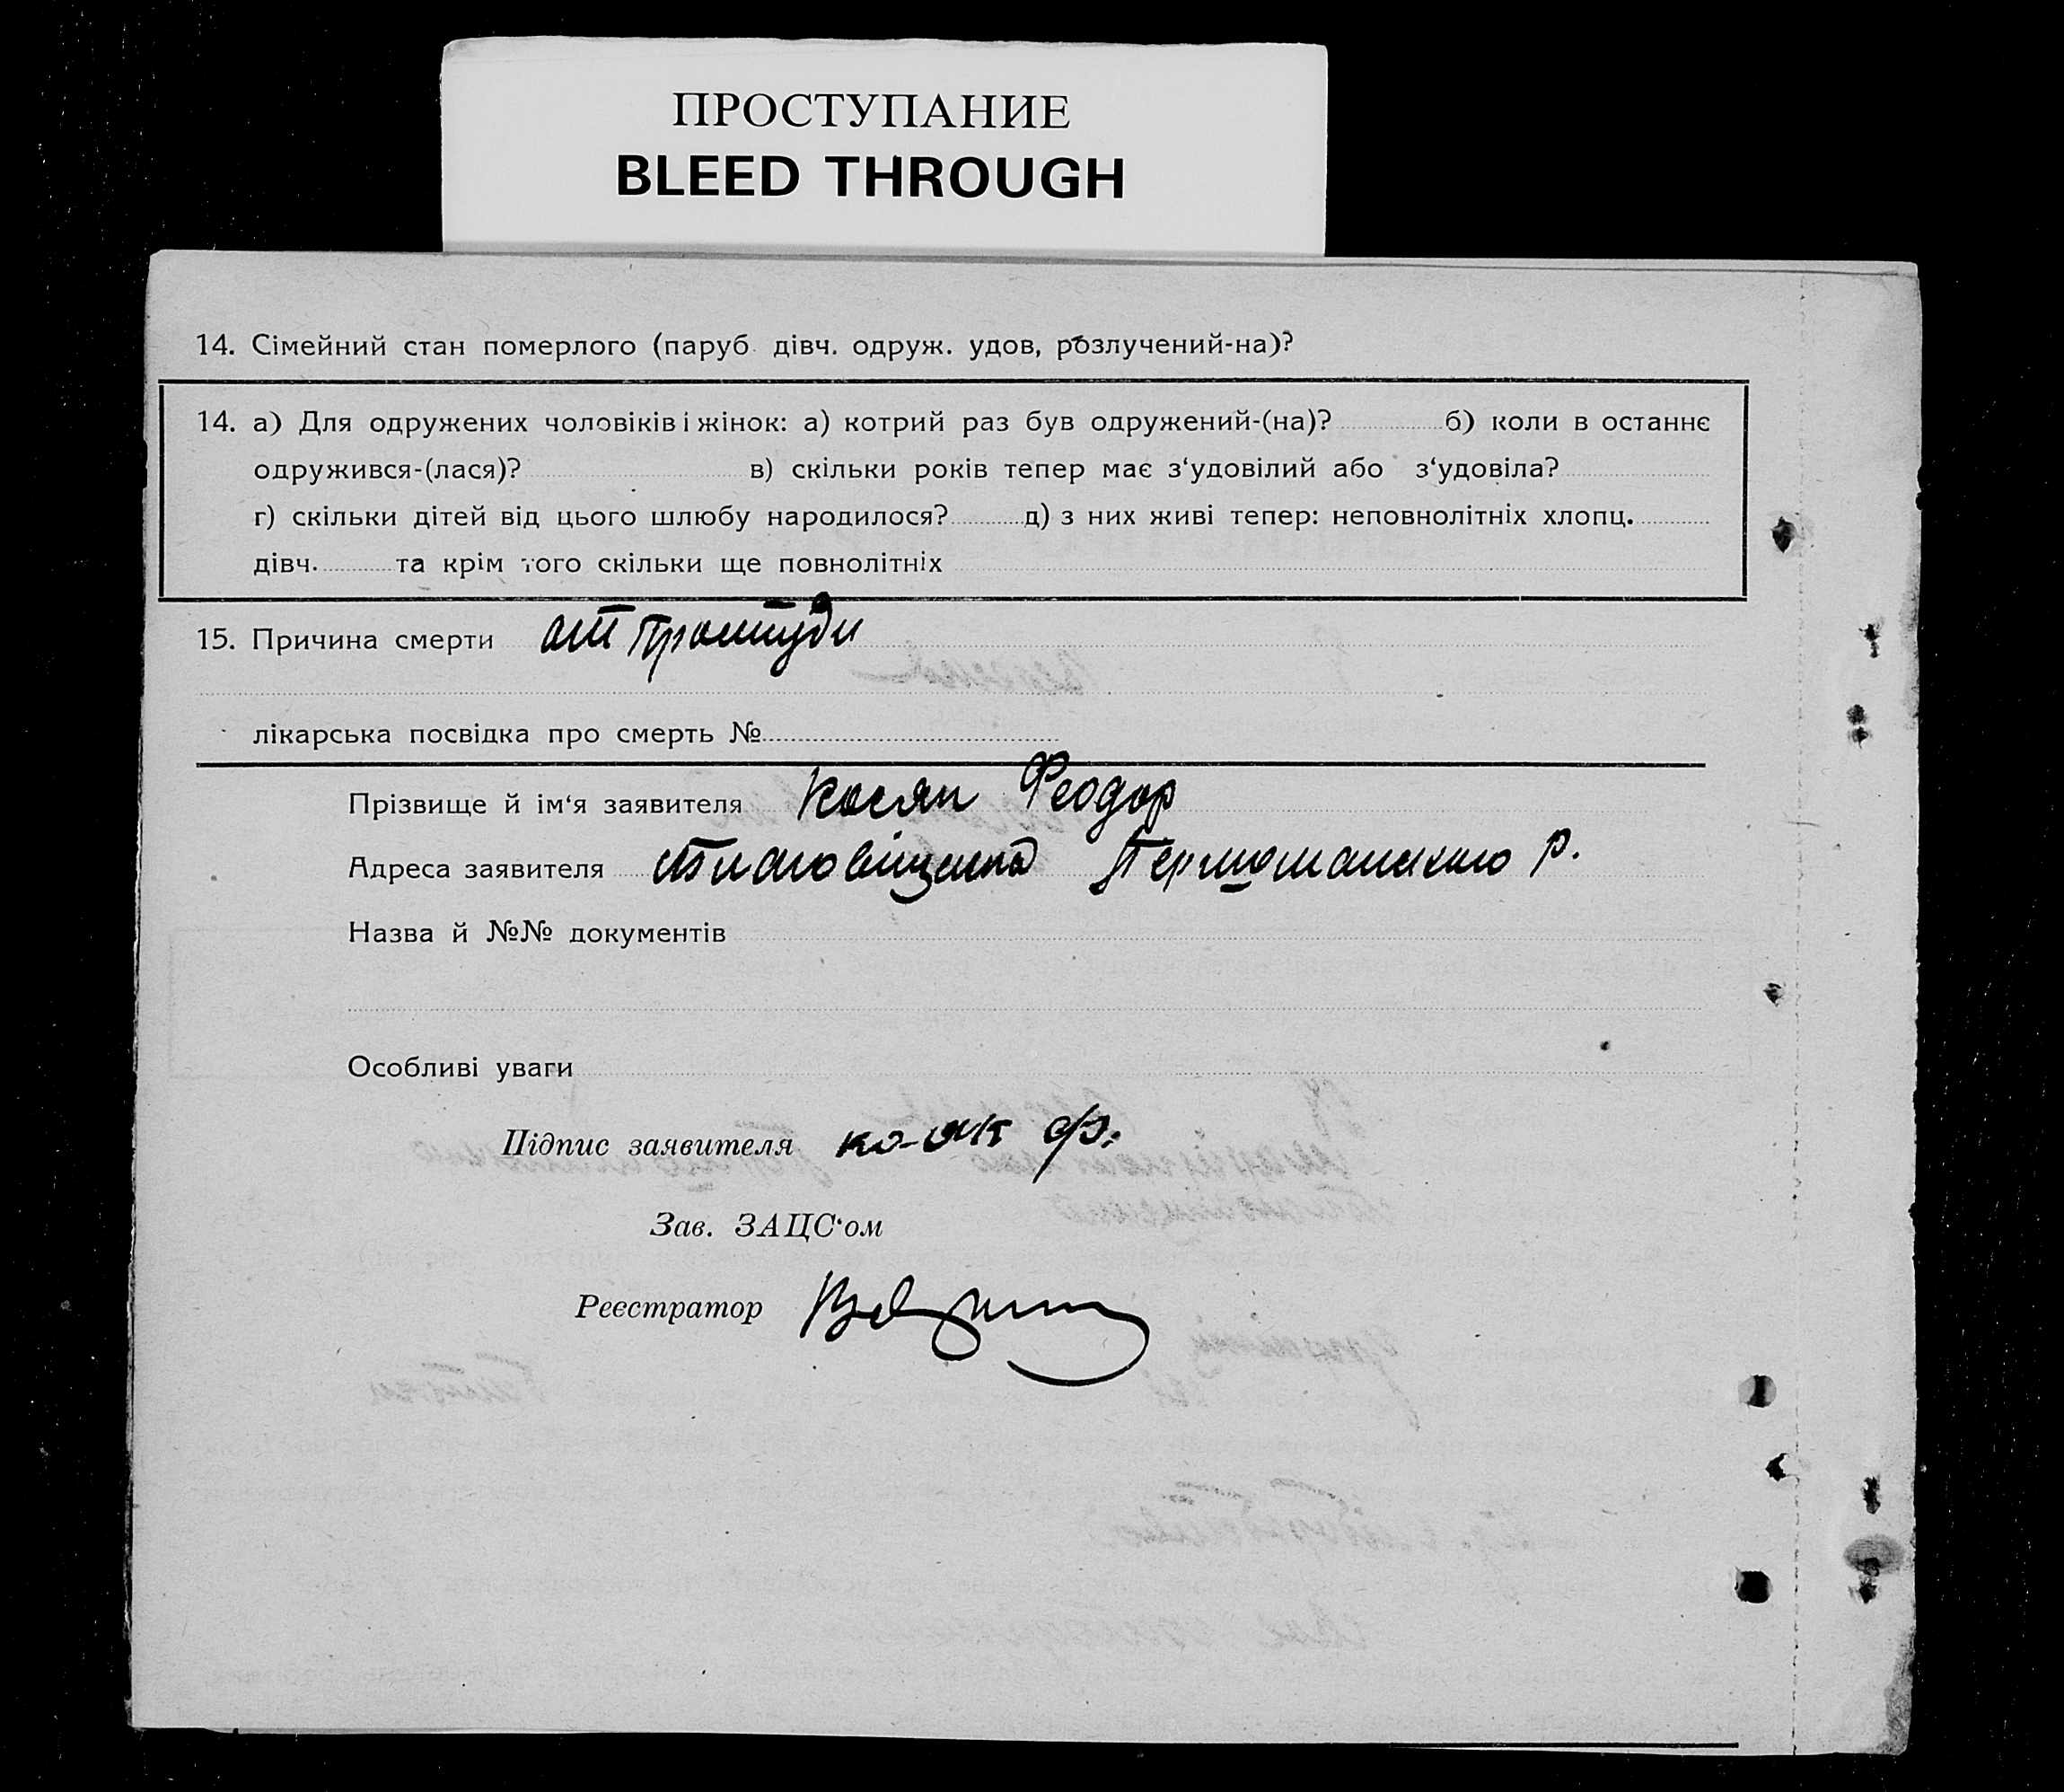 ПРОСТУПАНИЕ
BLEED THROUGH
14. Сімейний стан померлого (паруб. дівч. одруж. удов, розлучений-на)?
14. а) Для одружених чоловіків і жінок: а) котрий раз був одружений-(на)? б) коли в останнє
одружився-(лася)? в) скільки років тепер має з‘удовілий або з‘удовіла?
г) скільки дітей від цього шлюбу народилося? д) з них живі тепер: неповнолітніх хлопц.
дівч. та крім того скільки ще повнолітніх
15. Причина смерти от простуди
лікарська посвідка про смерть №
Прізвище й ім‘я заявителя Косян Феодор
Адреса заявителя р.
Назва й №№ документів
Особливі уваги
Підпис заявителя
Зав. ЗАЦС‘ом
Реєстратор